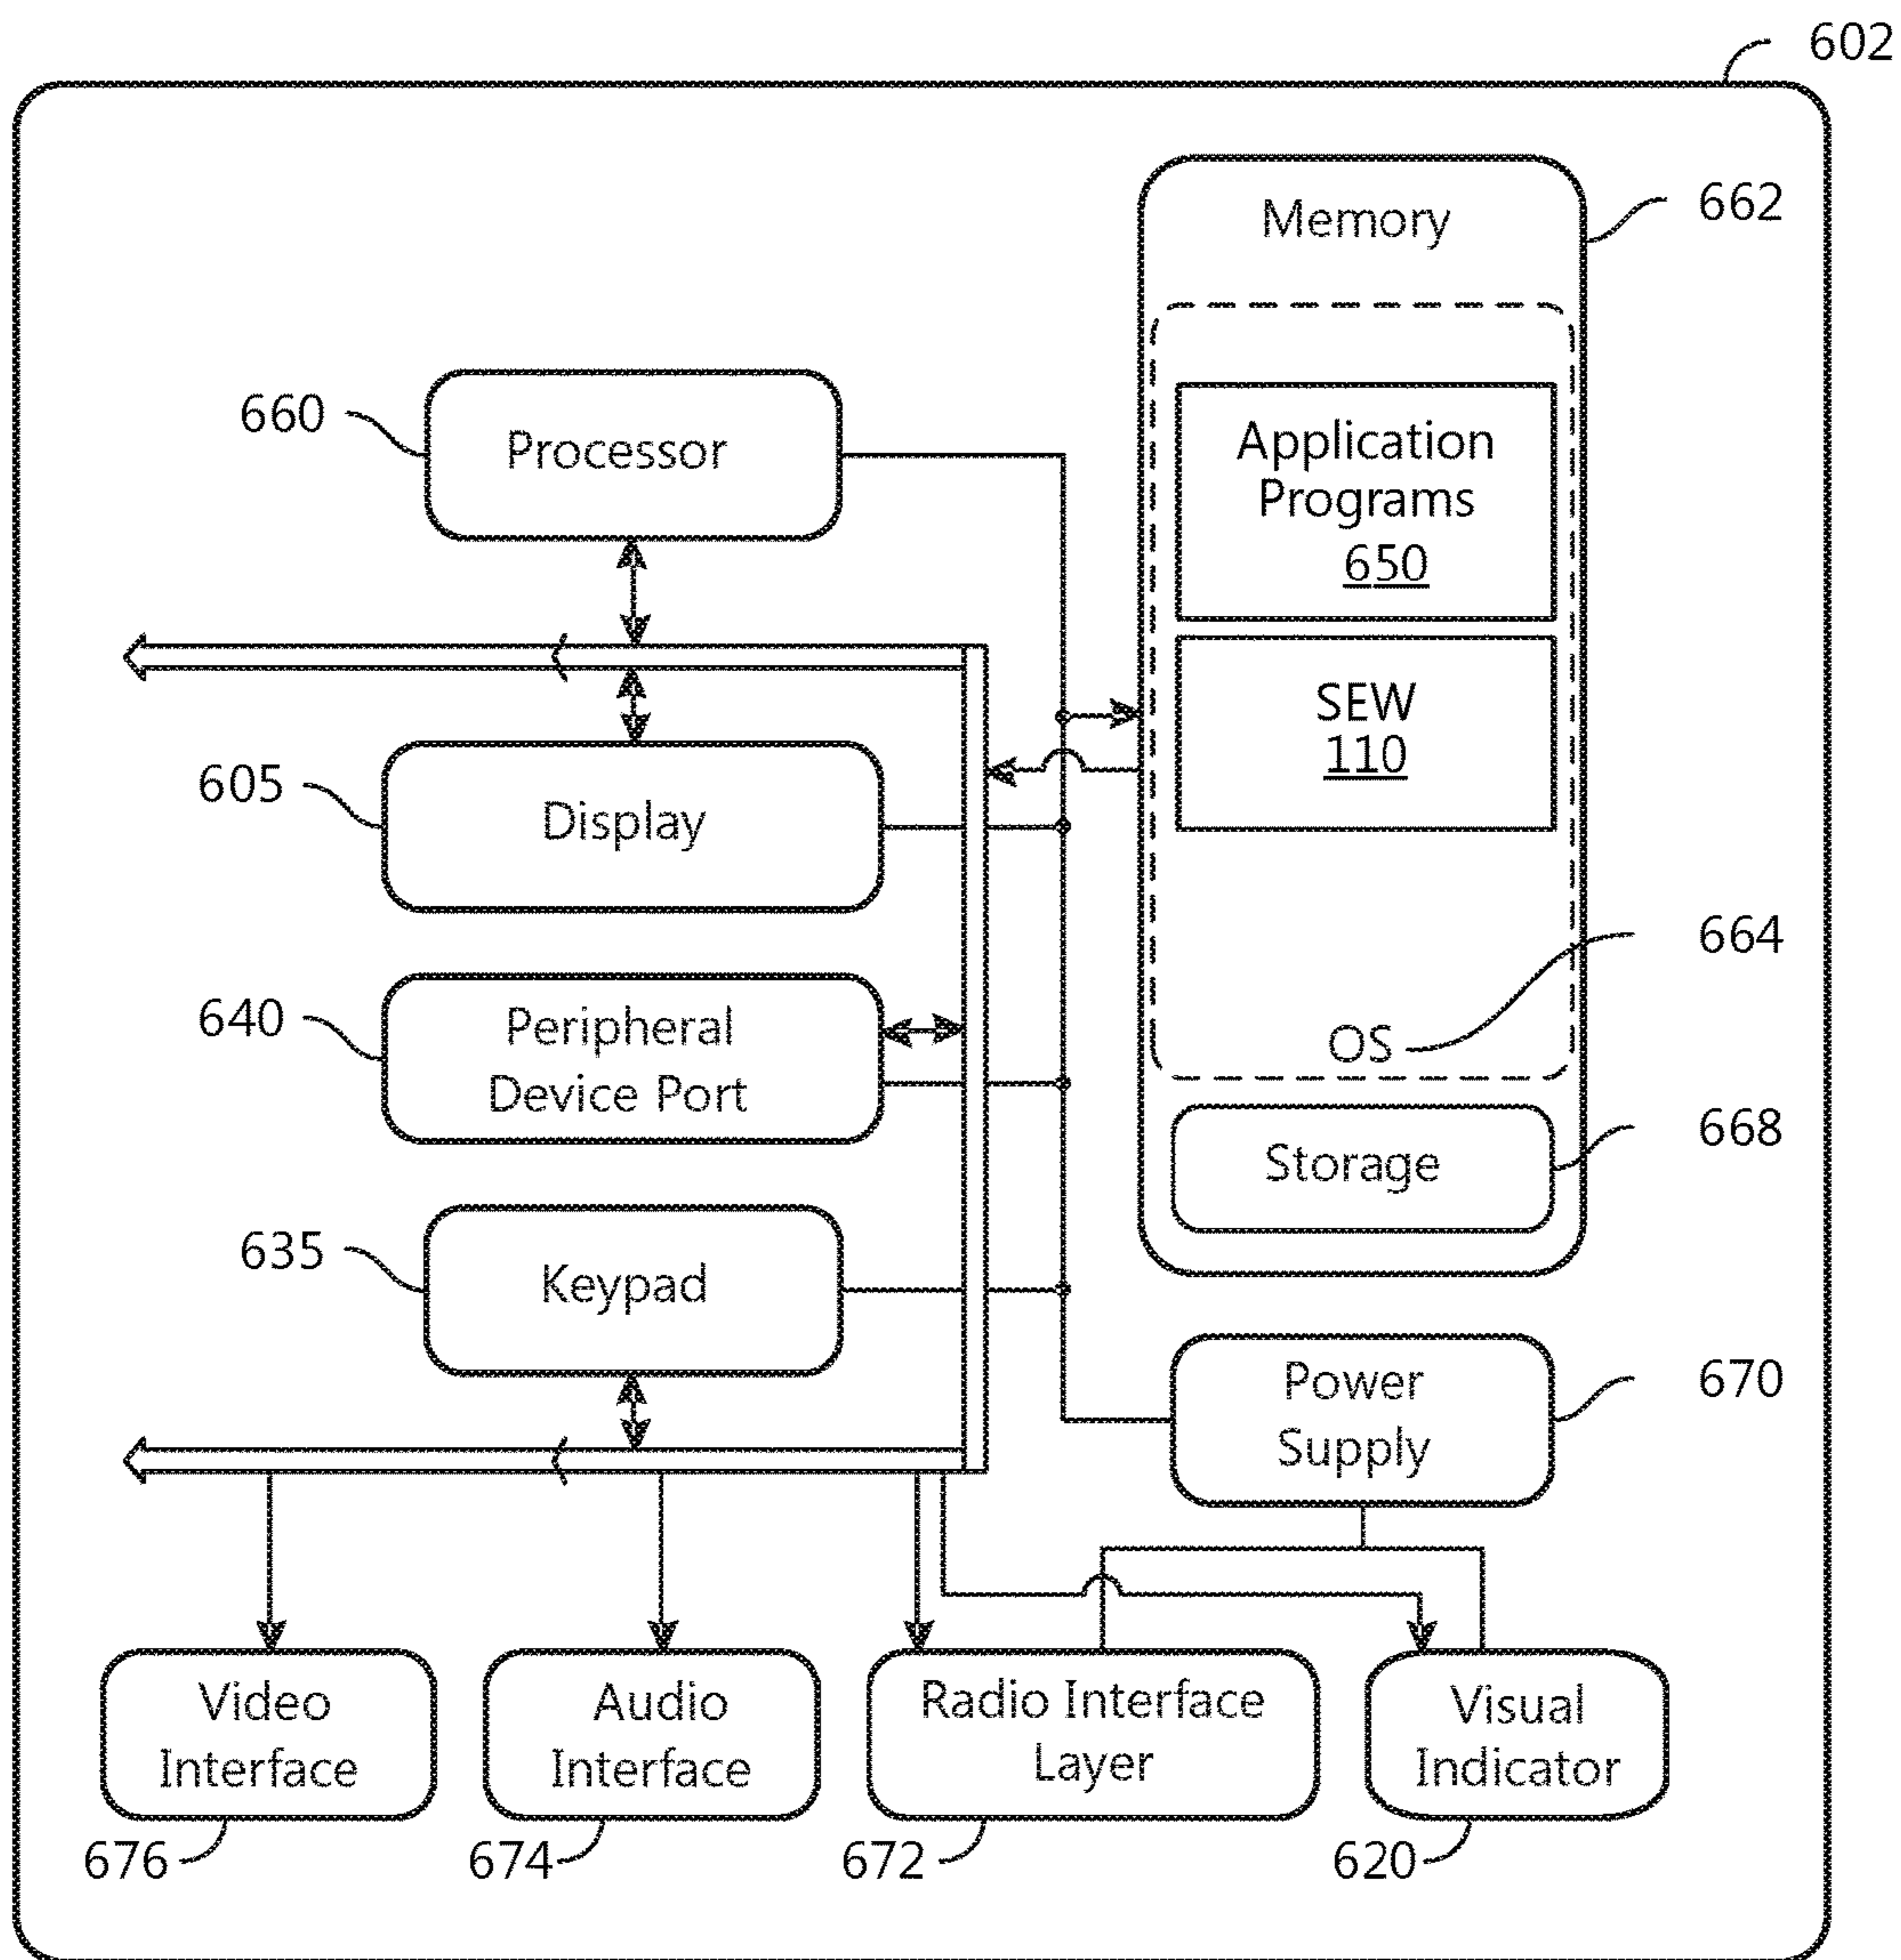 602
Memory
662
660
Processor
Application
Programs
650
SEW
110
605
Display
664
640
Peripheral
Device Port
OS
668
Storage
635
Keypad
Power
Supply
670
Video
Interface
Audio
Interface
Radio Interface
Layer
Visual
Indicator
676
674
672
620